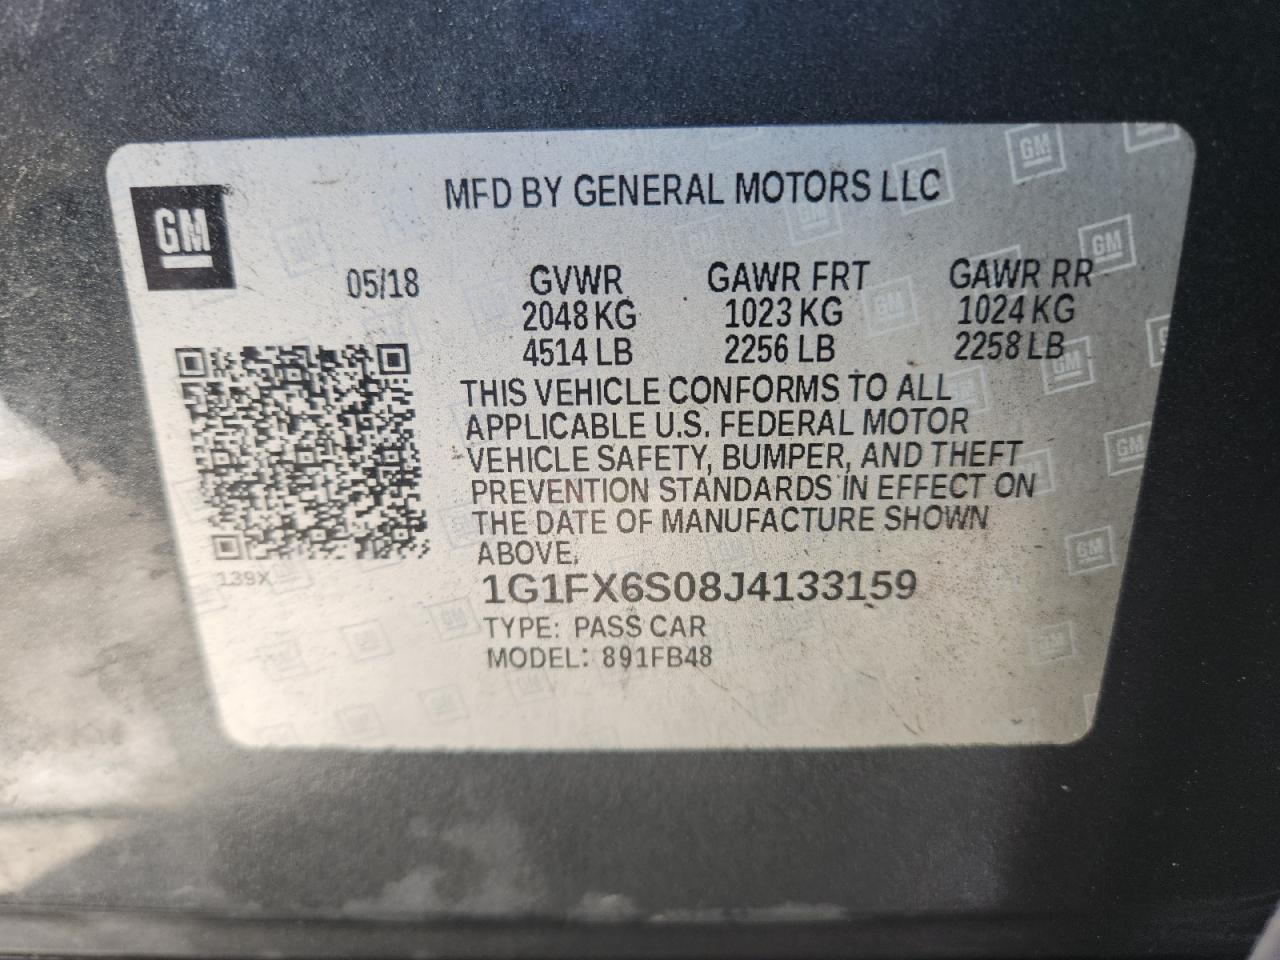 GM
MFD BY GENERAL MOTORS LLC
05/18
GVWR GAWR FRT GAWR RR
2048 KG 1023 KG 1024 KG
4514 LB 2256 LB 2258 LB
THIS VEHICLE CONFORMS TO ALL
APPLICABLE U.S. FEDERAL MOTOR
VEHICLE SAFETY, BUMPER, AND THEFT
PREVENTION STANDARDS IN EFFECT ON
THE DATE OF MANUFACTURE SHOWN
ABOVE.
139X
1G1FX6S08J4133159
TYPE: PASS CAR
MODEL: 891FB48